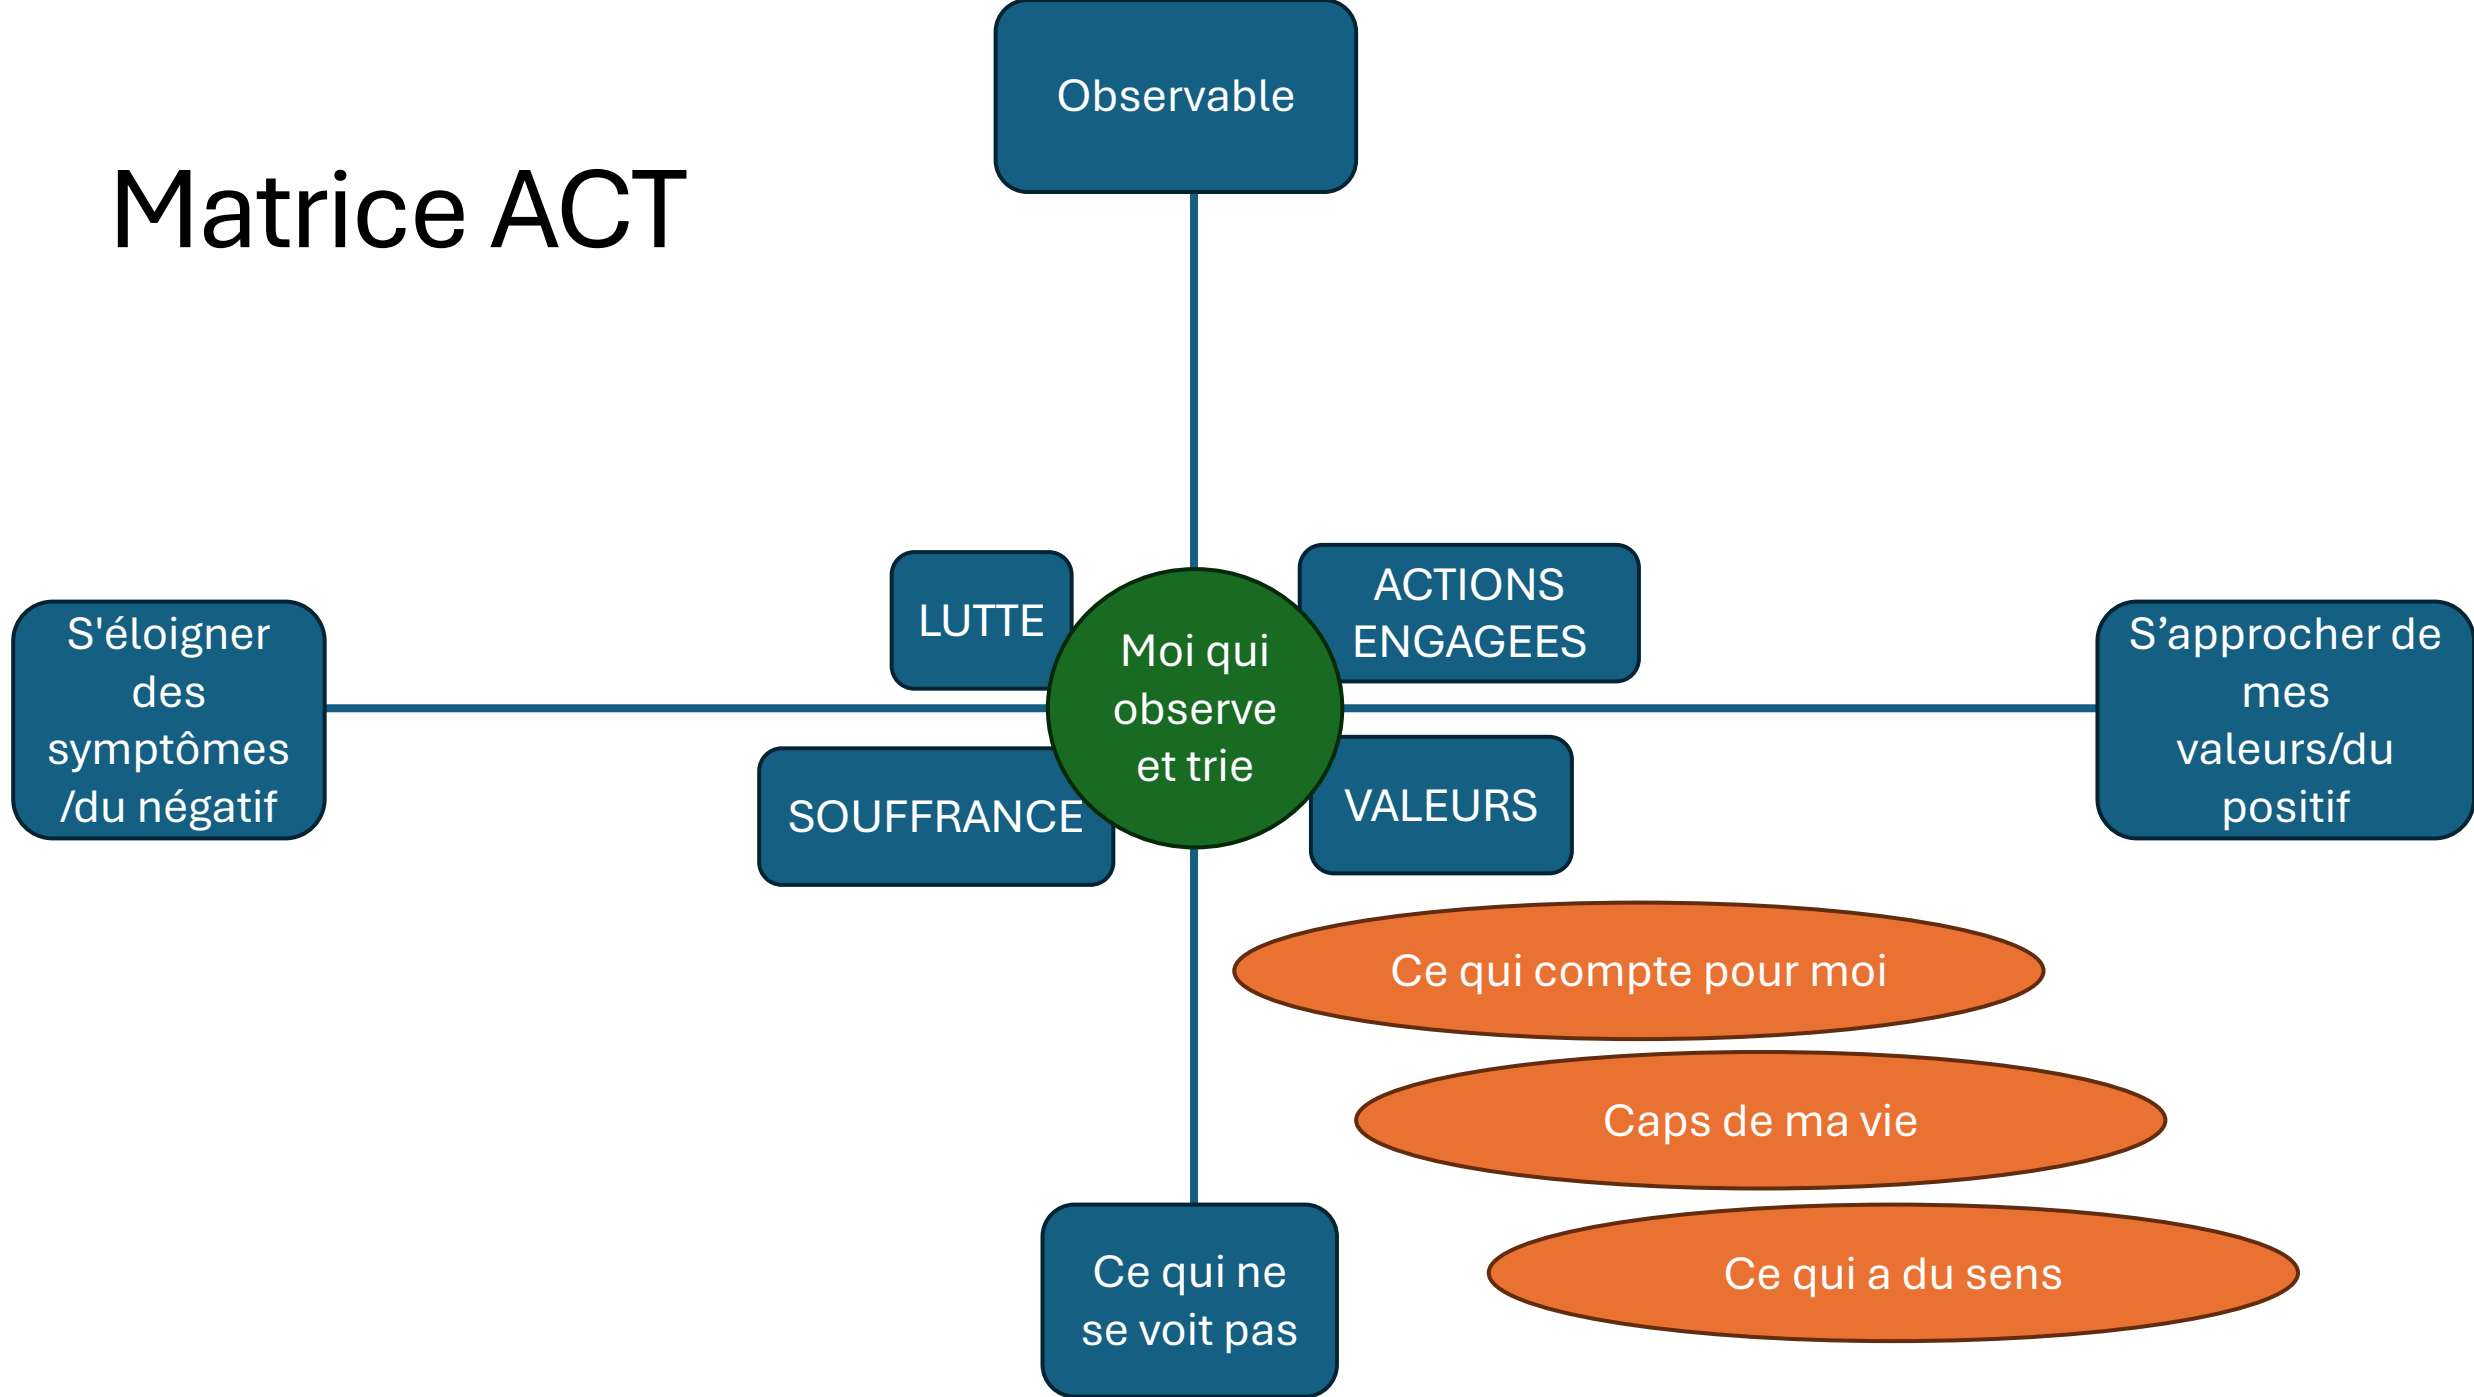 Observable
Matrice ACT
LUTTE
ACTIONS
ENGAGEES
S'éloigner
des
symptômes
/du négatif
Moi qui
observe
et trie
S’approcher de
mes
valeurs/du
positif
SOUFFRANCE
VALEURS
Ce qui compte pour moi
Caps de ma vie
Ce qui a du sens
Ce qui ne
se voit pas